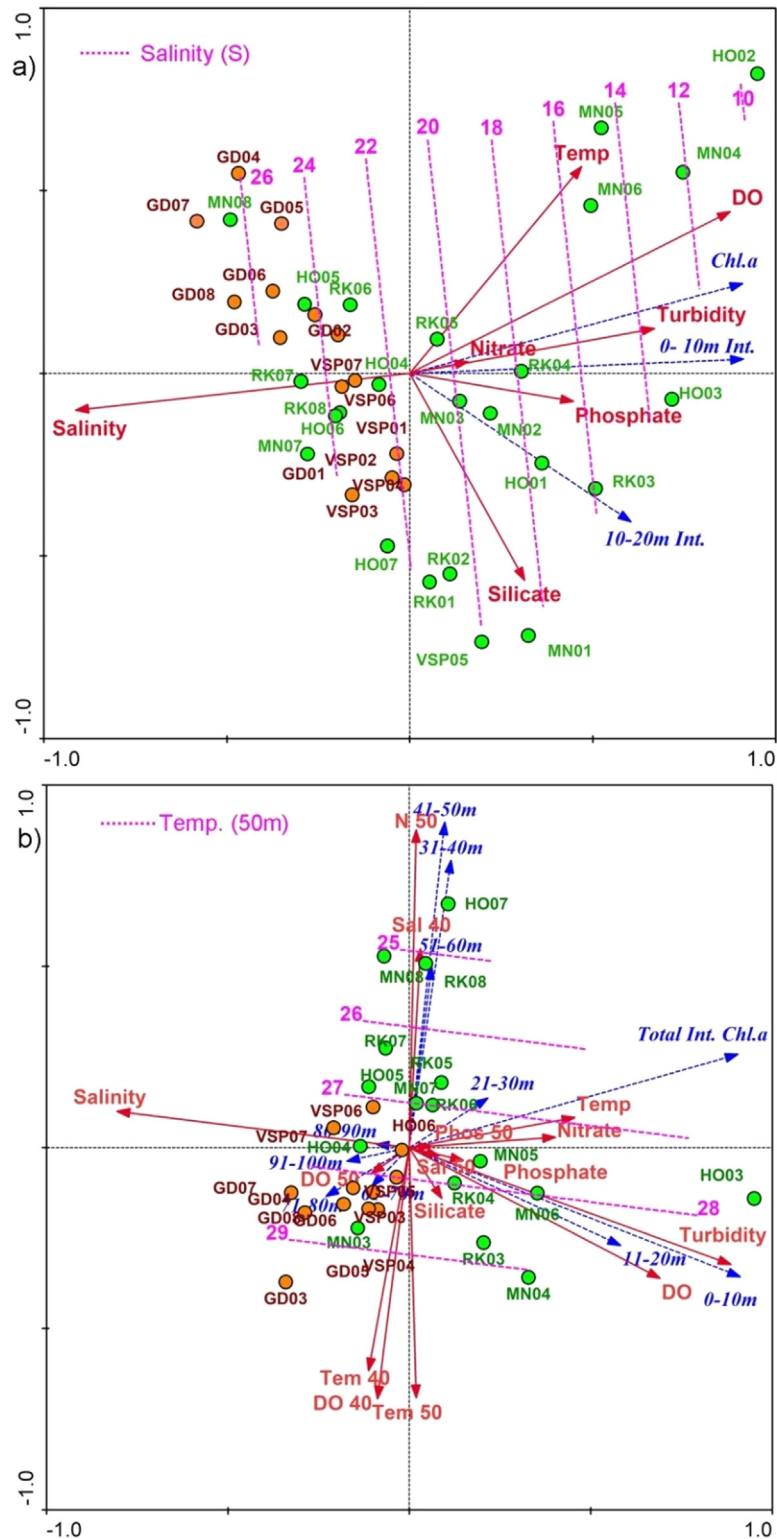 1.0
a)
Salinity (S)
HO02
10
12
14
16
18
20
22
24
26
MN05
Temp
MN04
MN06
DO
GD04
MN08
GD07
GD05
Chl.a
GD06
HO05
RK06
GD08
GD03
GD02
RK05
Turbidity
Nitrate
0- 10m Int.
VSP07
HO04
RK04
RK07
VSP06
HO03
Salinity
RK08
HO06
VSP01
MN03
MN02
Phosphate
MN07
GD01
VSP02
VSP04
HO01
RK03
VSP03
10-20m Int.
HO07
RK02
RK01
Silicate
VSP05
MN01
-1.0
-1.0
1.0
1.0
b)
Temp. (50m)
41-50m
N 50
31-40m
HO07
Sal 40
25
51-60m
MN08
RK08
26
Total Int. Chl.a
RK07
RK05
HO05
MN07
21-30m
27
Salinity
VSP06
RK06
Temp
VSP07
HO06
Phos 50
Nitrate
HO04
91-100m
MN05
DO 50
Phosphate
HO03
GD07
GD04
VSP05
RK04
MN06
28
GD06
VSP03
Silicate
Turbidity
29
MN03
RK03
11-20m
GD05
VSP04
MN04
DO
0-10m
GD03
Tem 40
DO 40
Tem 50
-1.0
-1.0
1.0